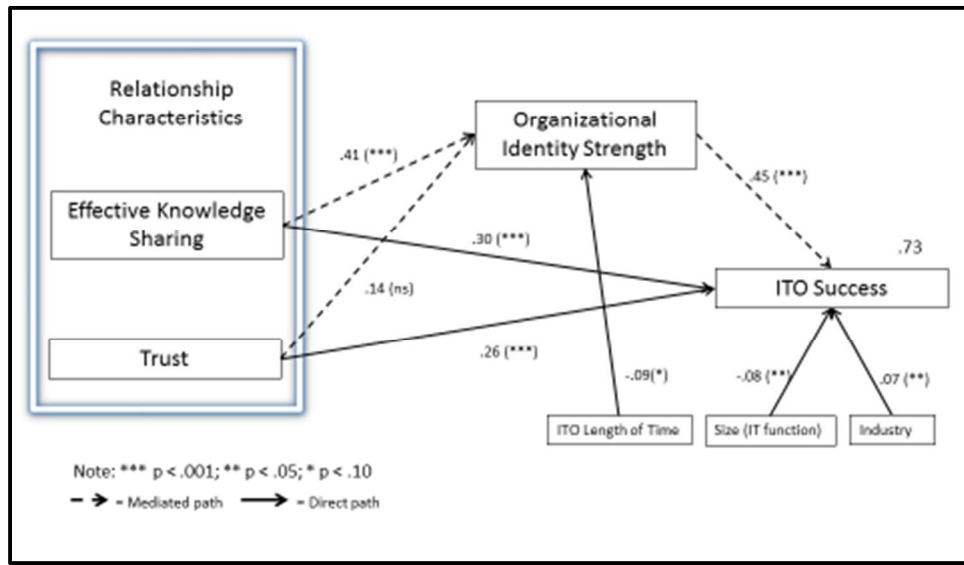 Relationship
Characteristics
Organizational
Identity Strength
.41 (***)
.45 (***)
Effective Knowledge
Sharing
.30 (***)
.73
ITO Success
.14 (ns)
Trust
.26 (***)
-.09(*)
-.08 (**)
.07 (**)
ITO Length of Time
Size (IT function)
Industry
Note: *** p < .001; ** p < .05; * p < .10
= Mediated path
= Direct path